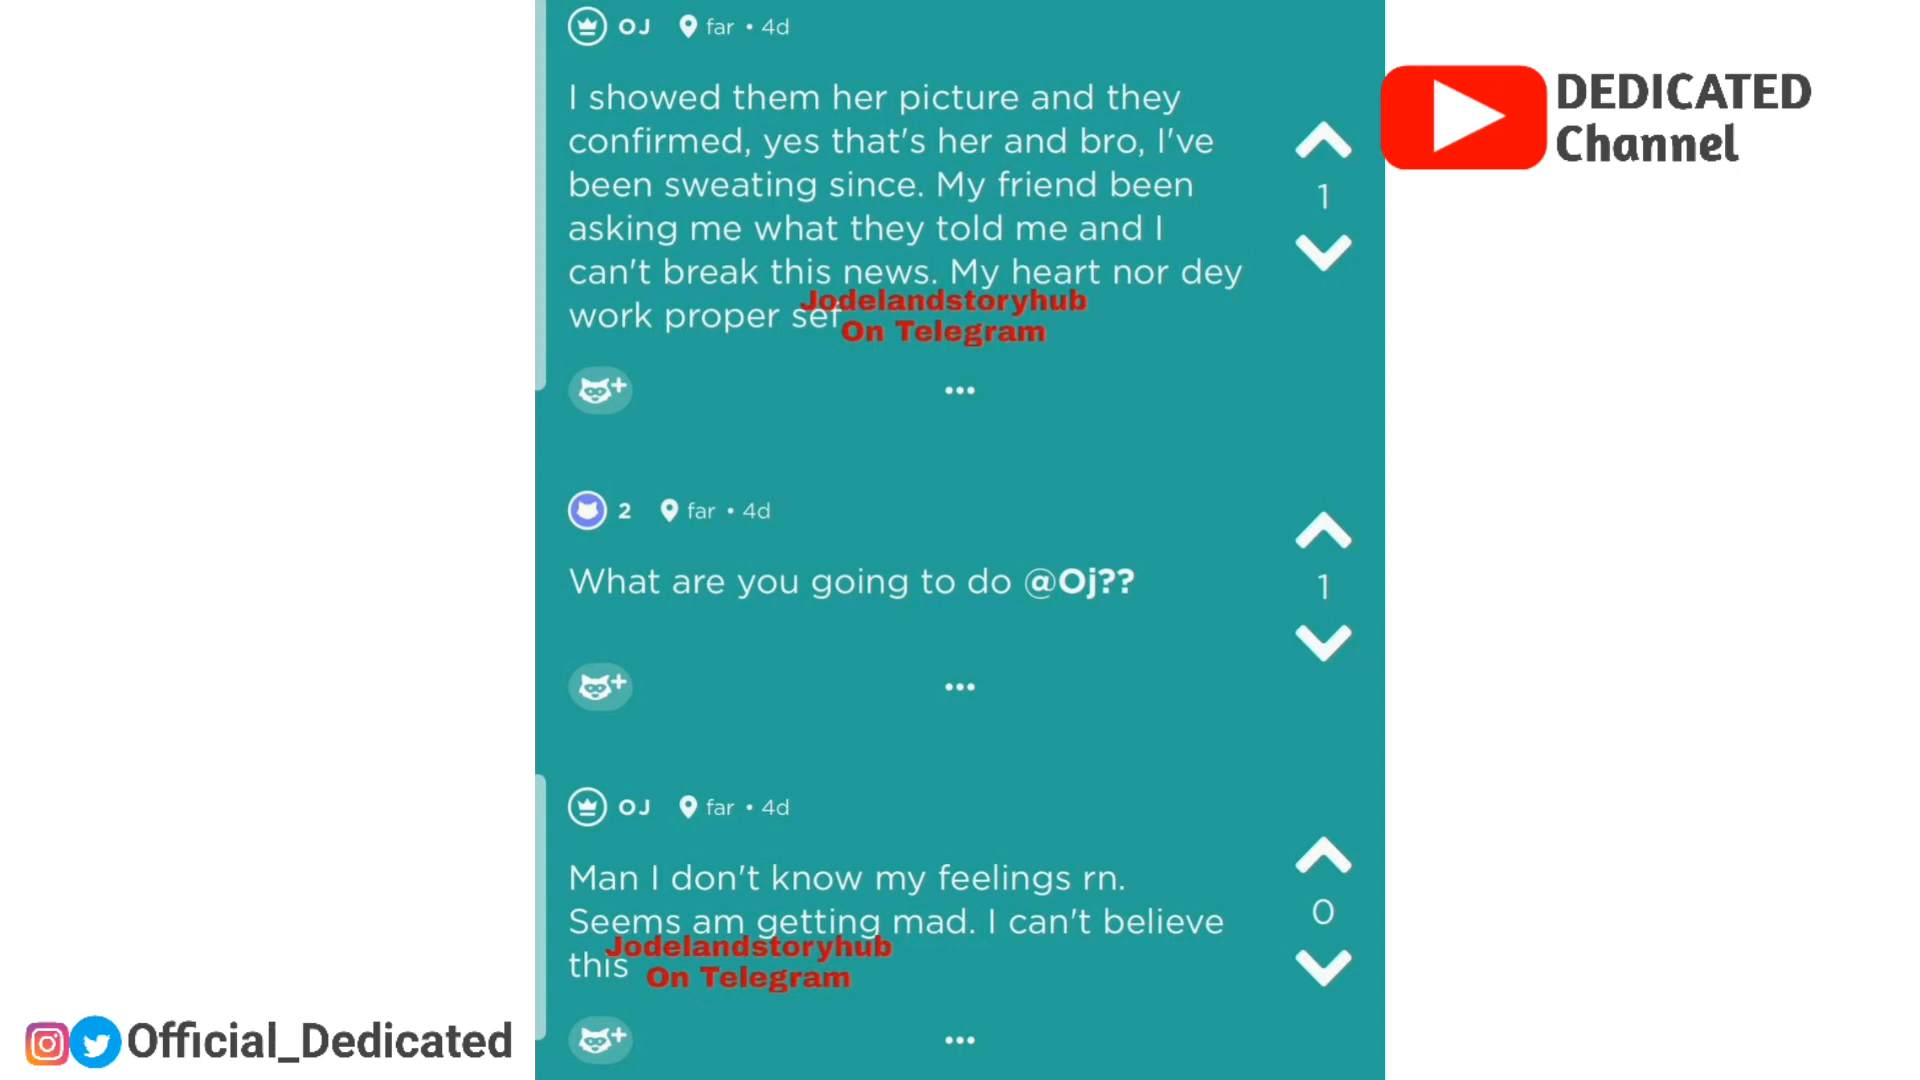 OJ far • 4d
I showed them her picture and they
confirmed, yes that's her and bro, I've
been sweating since. My friend been
asking me what they told me and I
can't break this news. My heart nor dey
work proper sef
Jodelandstoryhub
On Telegram
1
DEDICATED
Channel
2 far • 4d
What are you going to do @Oj??
1
OJ far • 4d
Man I don't know my feelings rn.
Seems am getting mad. I can't believe
this
Jodelandstoryhub
On Telegram
0
Official_Dedicated